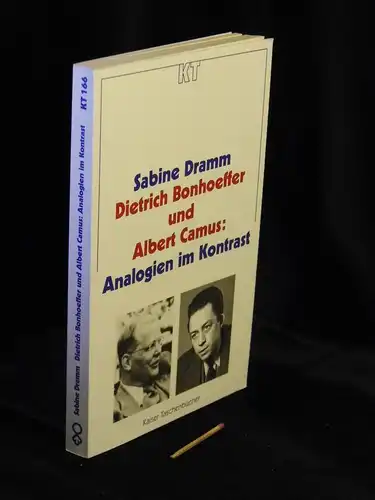 KT
Sabine Dramm
Dietrich Bonhoeffer
und
Albert Camus:
Analogien im Kontrast
Kaiser Taschenbücher
Sabine Dramm Dietrich Bonhoeffer und Albert Camus: Analogien im Kontrast KT 166